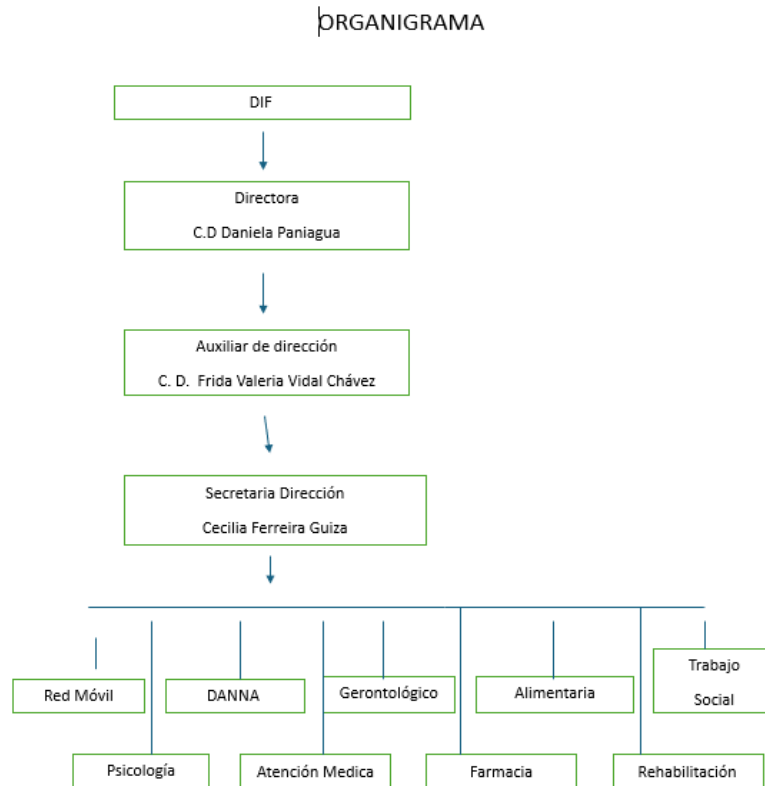 ORGANIGRAMA
DIF
Directora
C.D Daniela Paniagua
Auxiliar de dirección
C. D. Frida Valeria Vidal Chávez
Secretaria Dirección
Cecilia Ferreira Guiza
Red Móvil
DANNA
Gerontológico
Alimentaria
Trabajo
Social
Psicología
Atención Medica
Farmacia
Rehabilitación